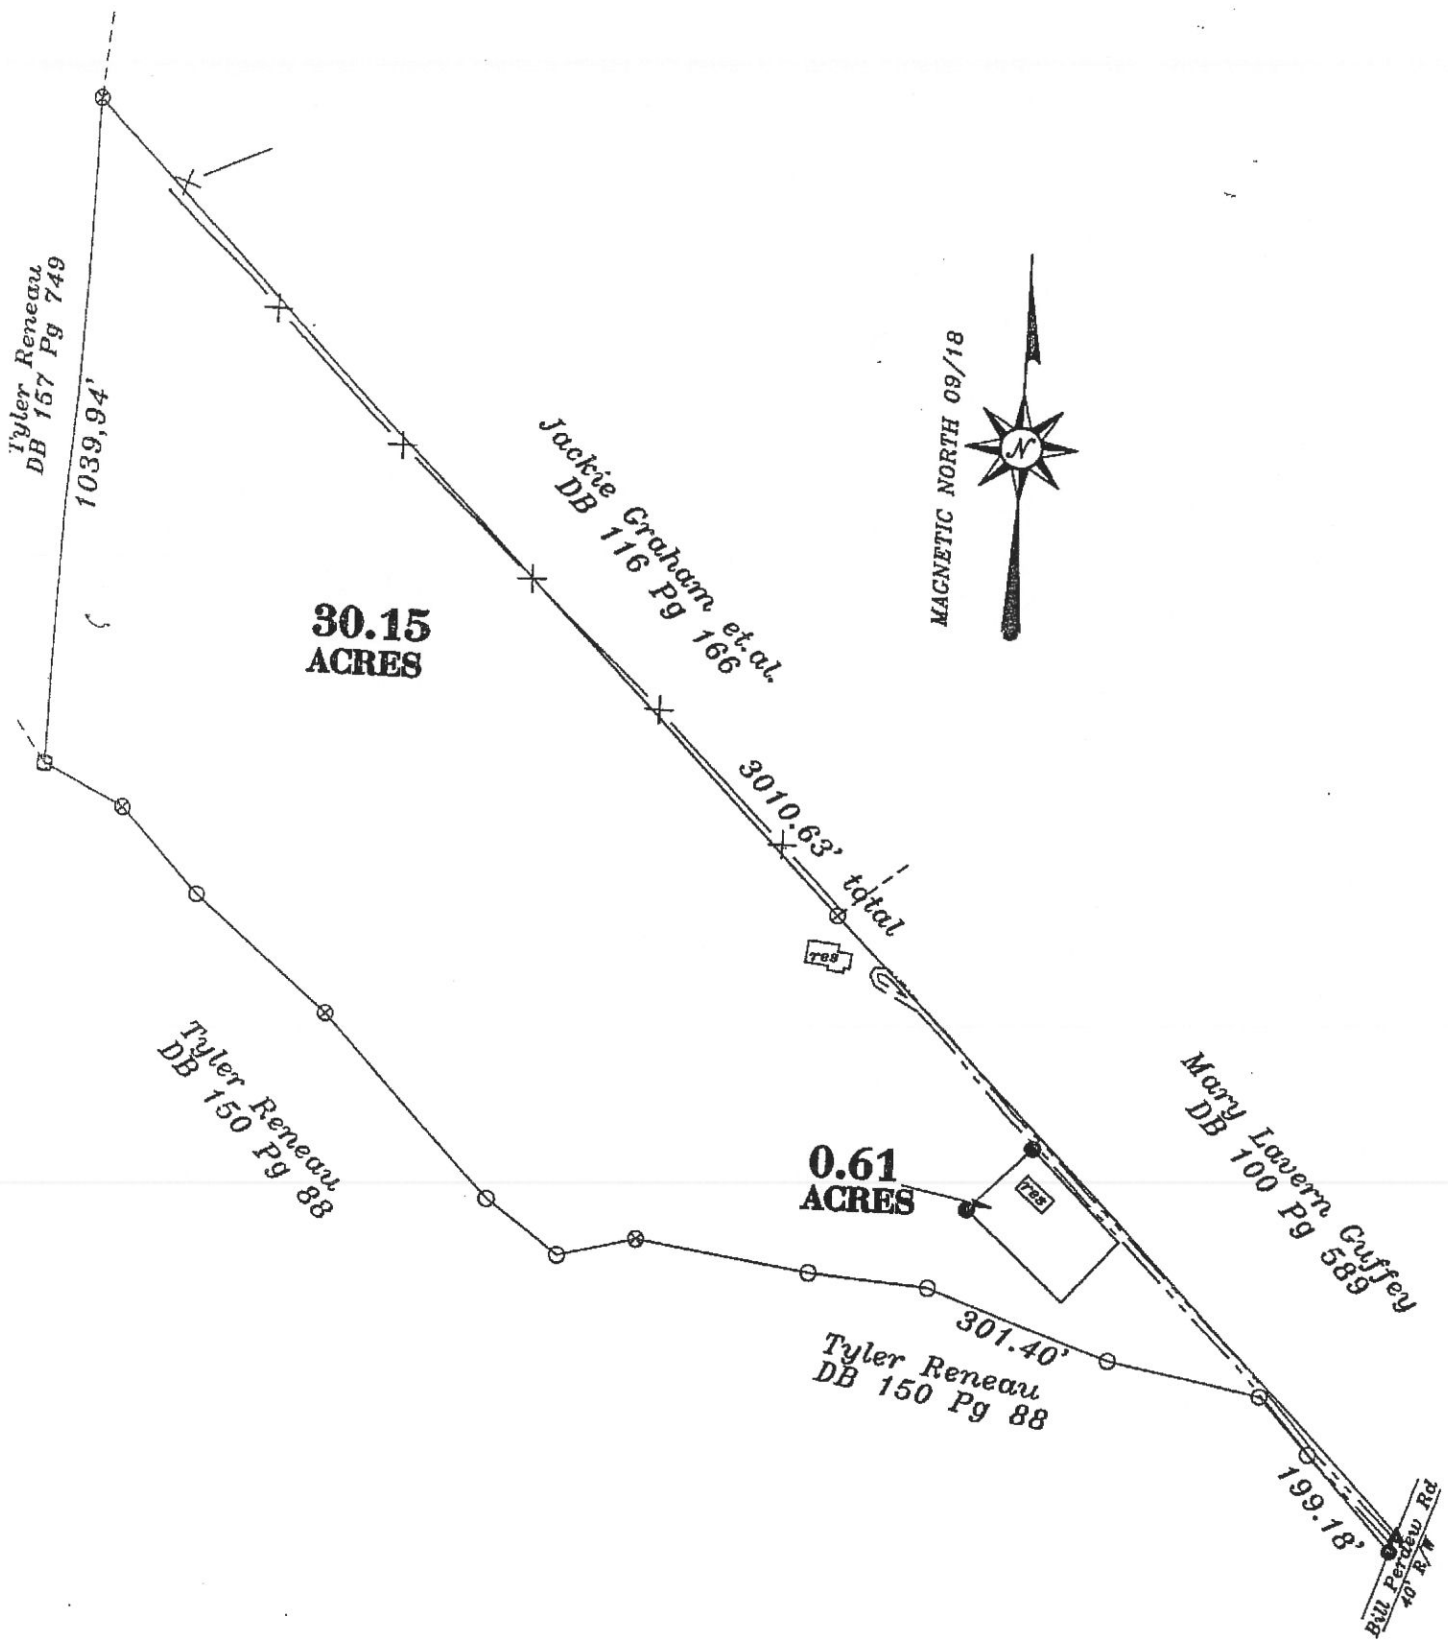 Tyler Reneau
DB 157 Pg 749
1039,94'
MAGNETIC NORTH 09/18
N
Jackie Graham et.al.
DB 116 Pg 166
30.15
ACRES
3010.63' total
res
Tyler Reneau
DB 150 Pg 88
Mary Lavern Guffey
DB 100 Pg 589
0.61
ACRES
res
301.40'
Tyler Reneau
DB 150 Pg 88
199.18'
Bill Perdew Rd
40' R/W